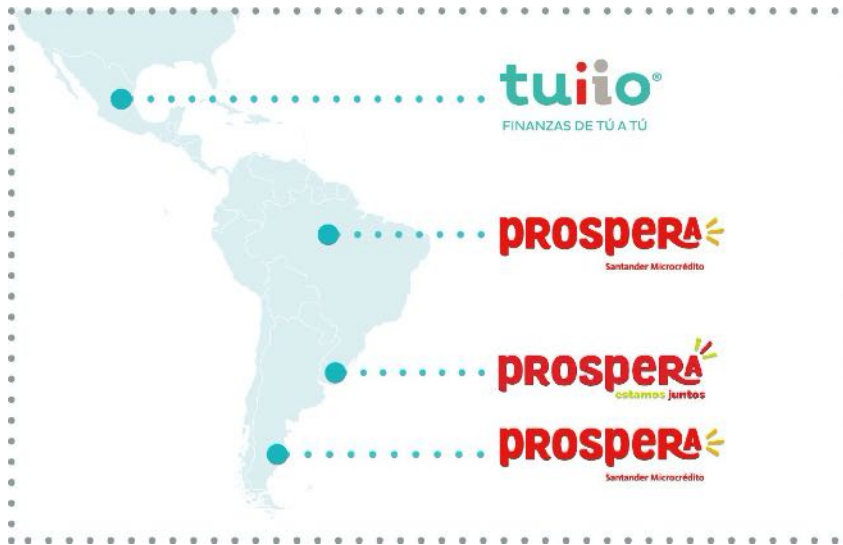 tuiio®
FINANZAS DE TÚ A TÚ
PROSPERA
Santander Microcrédito
PROSPERA
estamos juntos
PROSPERA
Santander Microcrédito